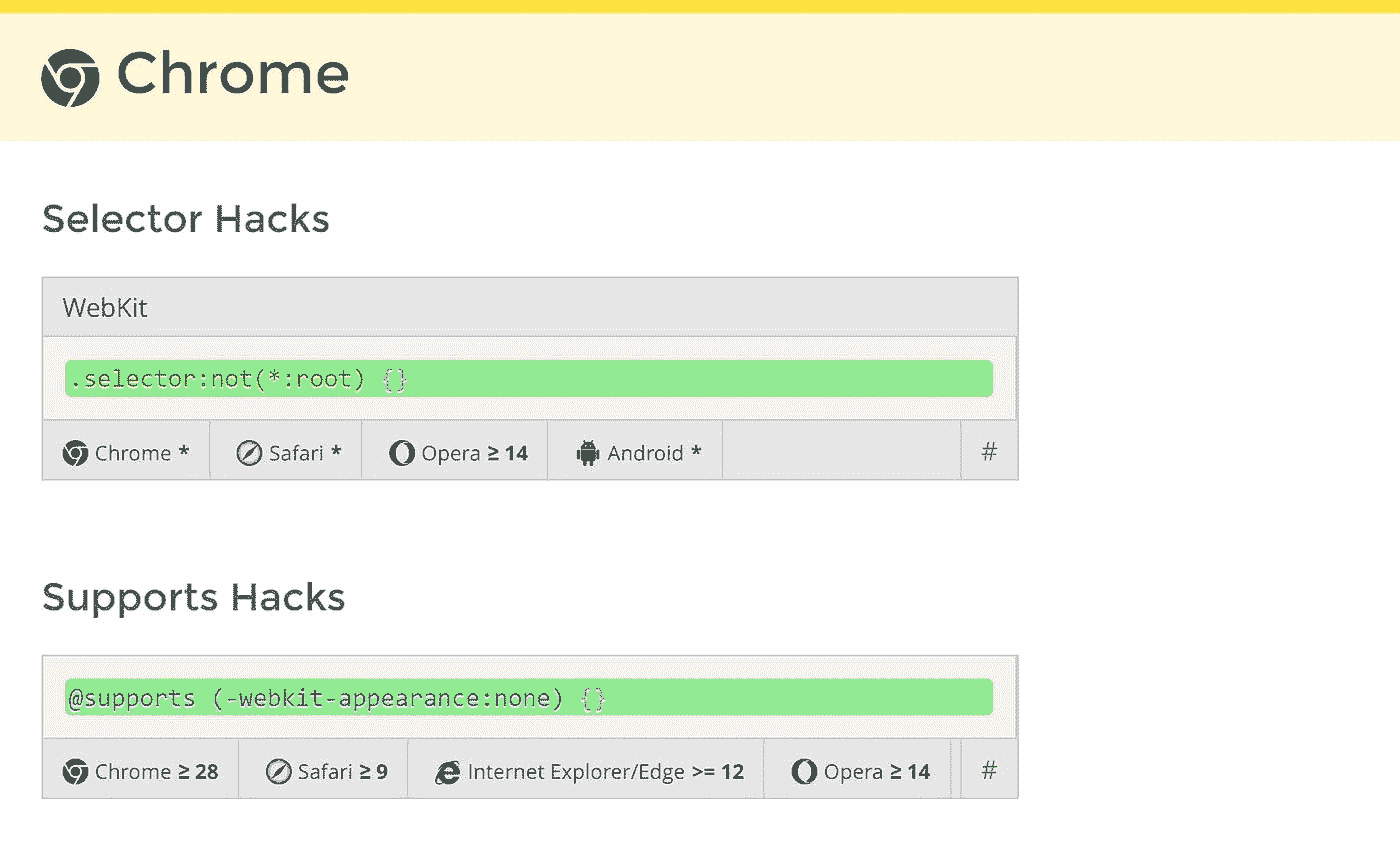 Chrome
Selector Hacks
WebKit
.selector:not(*:root) {}
Chrome * Safari * Opera ≥ 14 Android * #
Supports Hacks
@supports (-webkit-appearance:none) {}
Chrome ≥ 28 Safari ≥ 9 Internet Explorer/Edge >= 12 Opera ≥ 14 #